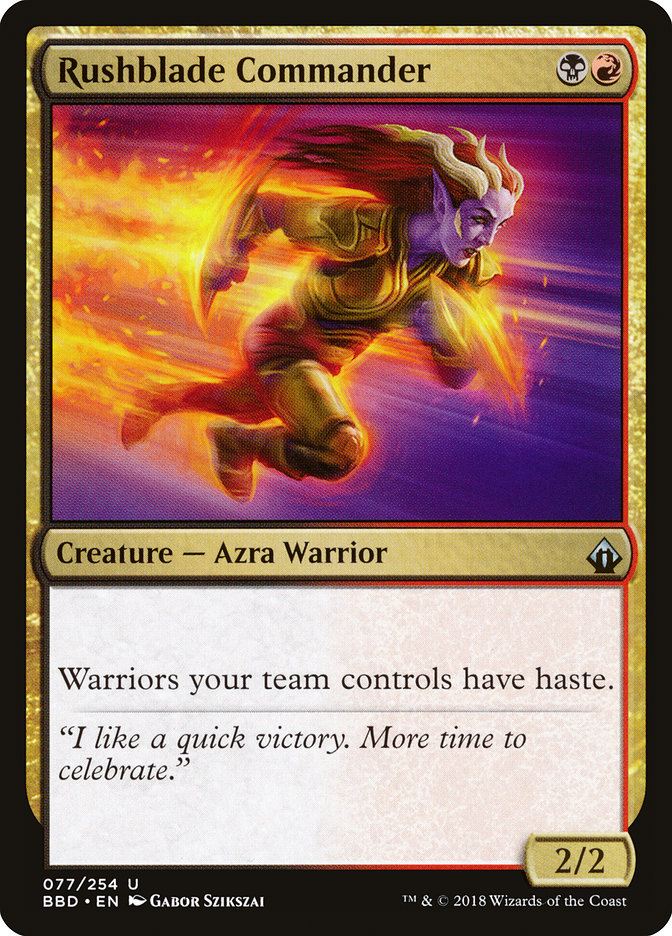 Rushblade Commander
Creature — Azra Warrior
Warriors your team controls have haste.
“I like a quick victory. More time to
celebrate.”
2/2
077/254 U
BBD • EN Gabor Szikszai
™ & © 2018 Wizards of the Coast